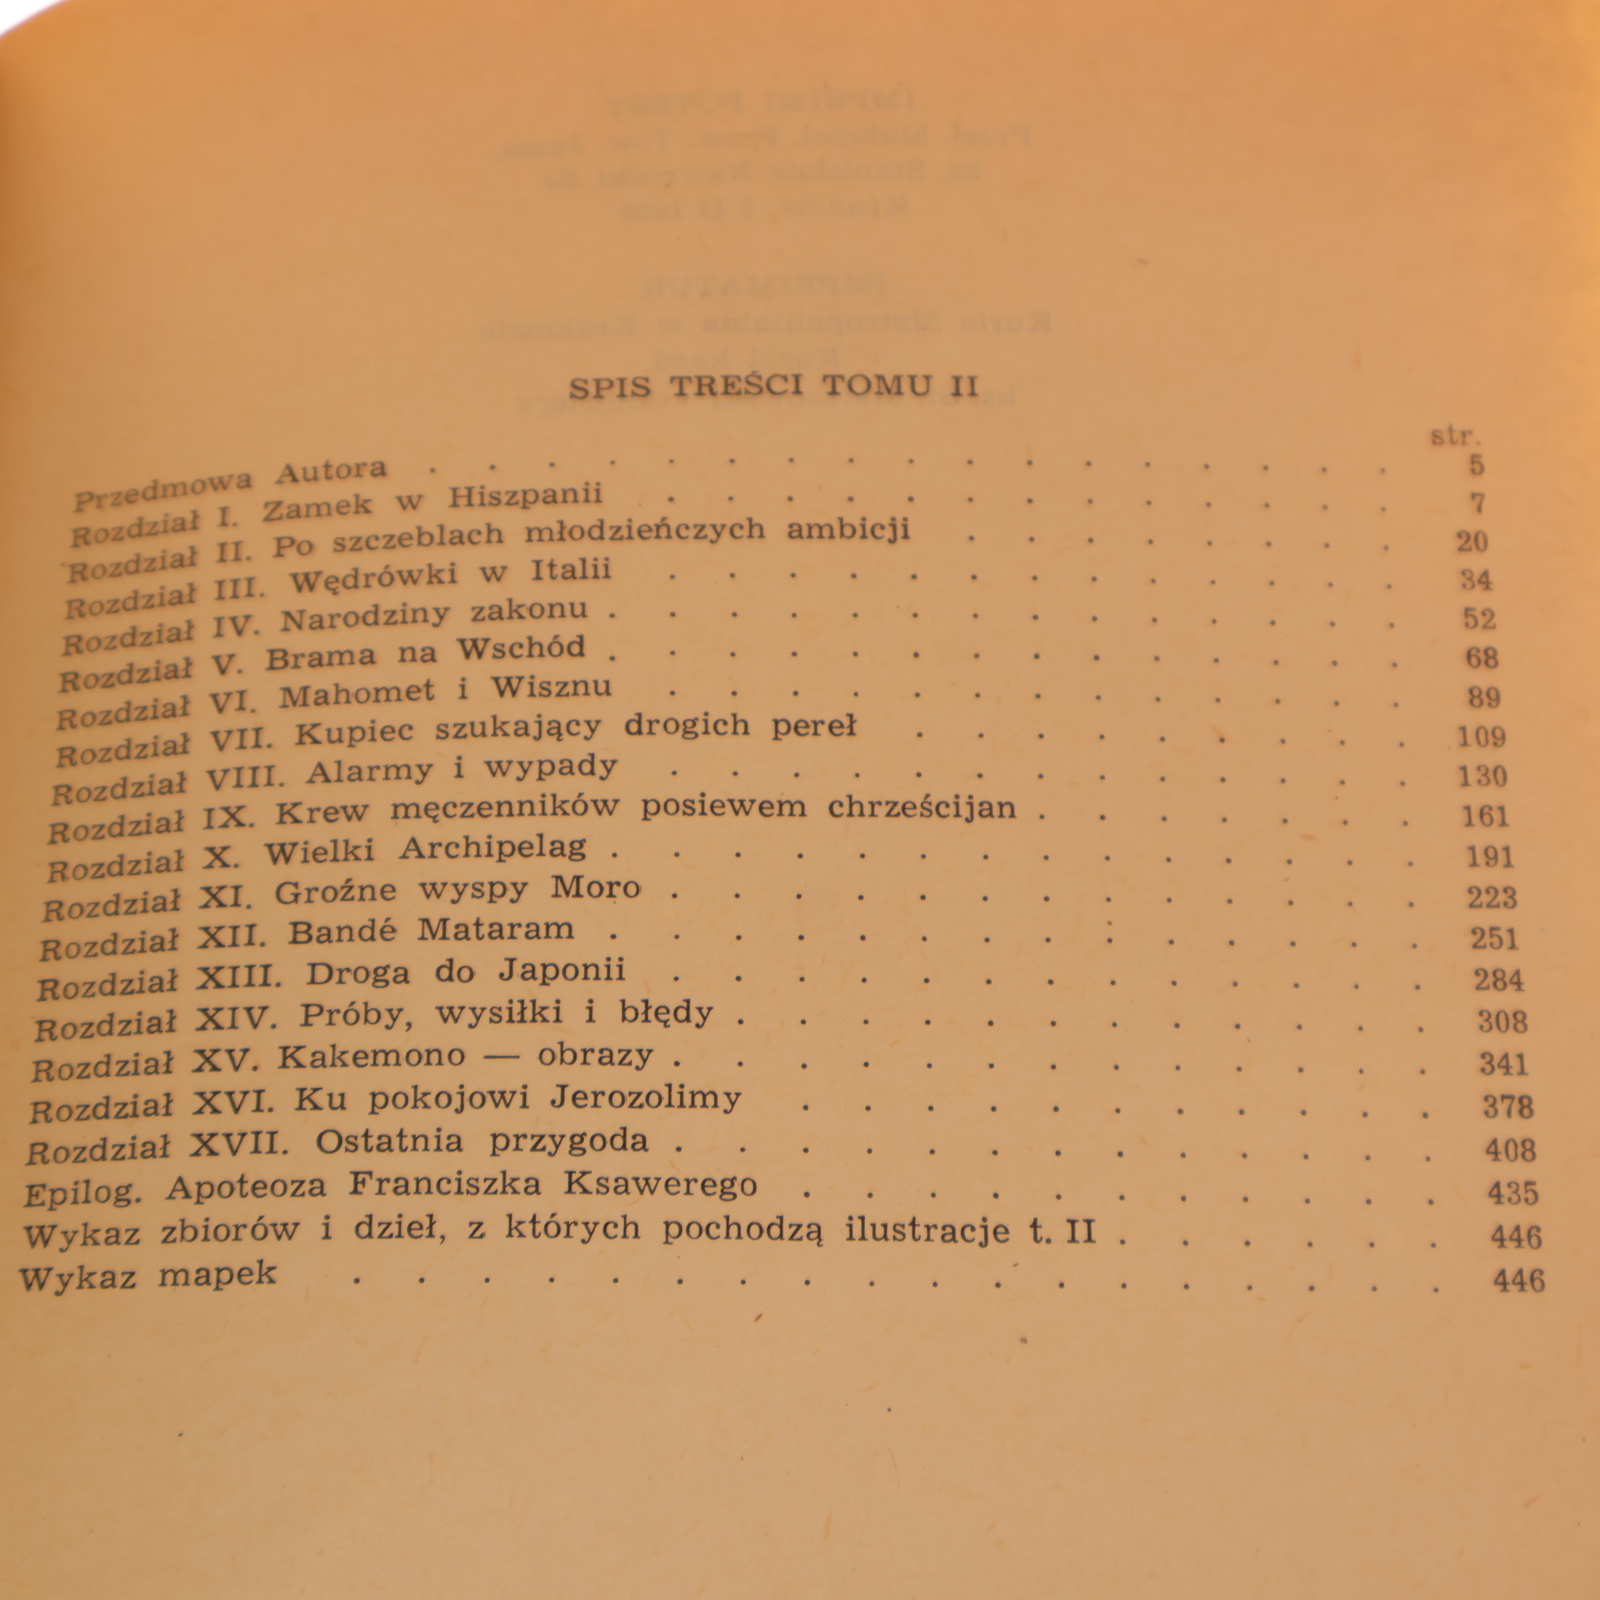 SPIS TREŚCI TOMU II
str.
Przedmowa Autora . . . . . . . . . . . . . . . . . 5
Rozdział I. Zamek w Hiszpanii . . . . . . . . . . . . . 7
Rozdział II. Po szczeblach młodzieńczych ambicji . . . . . . . . 20
Rozdział III. Wędrówki w Italii . . . . . . . . . . . . . 34
Rozdział IV. Narodziny zakonu . . . . . . . . . . . . . . 52
Rozdział V. Brama na Wschód . . . . . . . . . . . . . . 68
Rozdział VI. Mahomet i Wisznu . . . . . . . . . . . . . 89
Rozdział VII. Kupiec szukający drogich pereł . . . . . . . . . 109
Rozdział VIII. Alarmy i wypady . . . . . . . . . . . . . 130
Rozdział IX. Krew męczenników posiewem chrześcijan . . . . . . . 161
Rozdział X. Wielki Archipelag . . . . . . . . . . . . . . 191
Rozdział XI. Groźne wyspy Moro . . . . . . . . . . . . . 223
Rozdział XII. Bandé Mataram . . . . . . . . . . . . . . 251
Rozdział XIII. Droga do Japonii . . . . . . . . . . . . . 284
Rozdział XIV. Próby, wysiłki i błędy . . . . . . . . . . . . 308
Rozdział XV. Kakemono — obrazy . . . . . . . . . . . . . 341
Rozdział XVI. Ku pokojowi Jerozolimy . . . . . . . . . . . 378
Rozdział XVII. Ostatnia przygoda . . . . . . . . . . . . . 408
Epilog. Apoteoza Franciszka Ksawerego . . . . . . . . . . . 435
Wykaz zbiorów i dzieł, z których pochodzą ilustracje t. II . . . . . . 446
Wykaz mapek . . . . . . . . . . . . . . . . . . 446